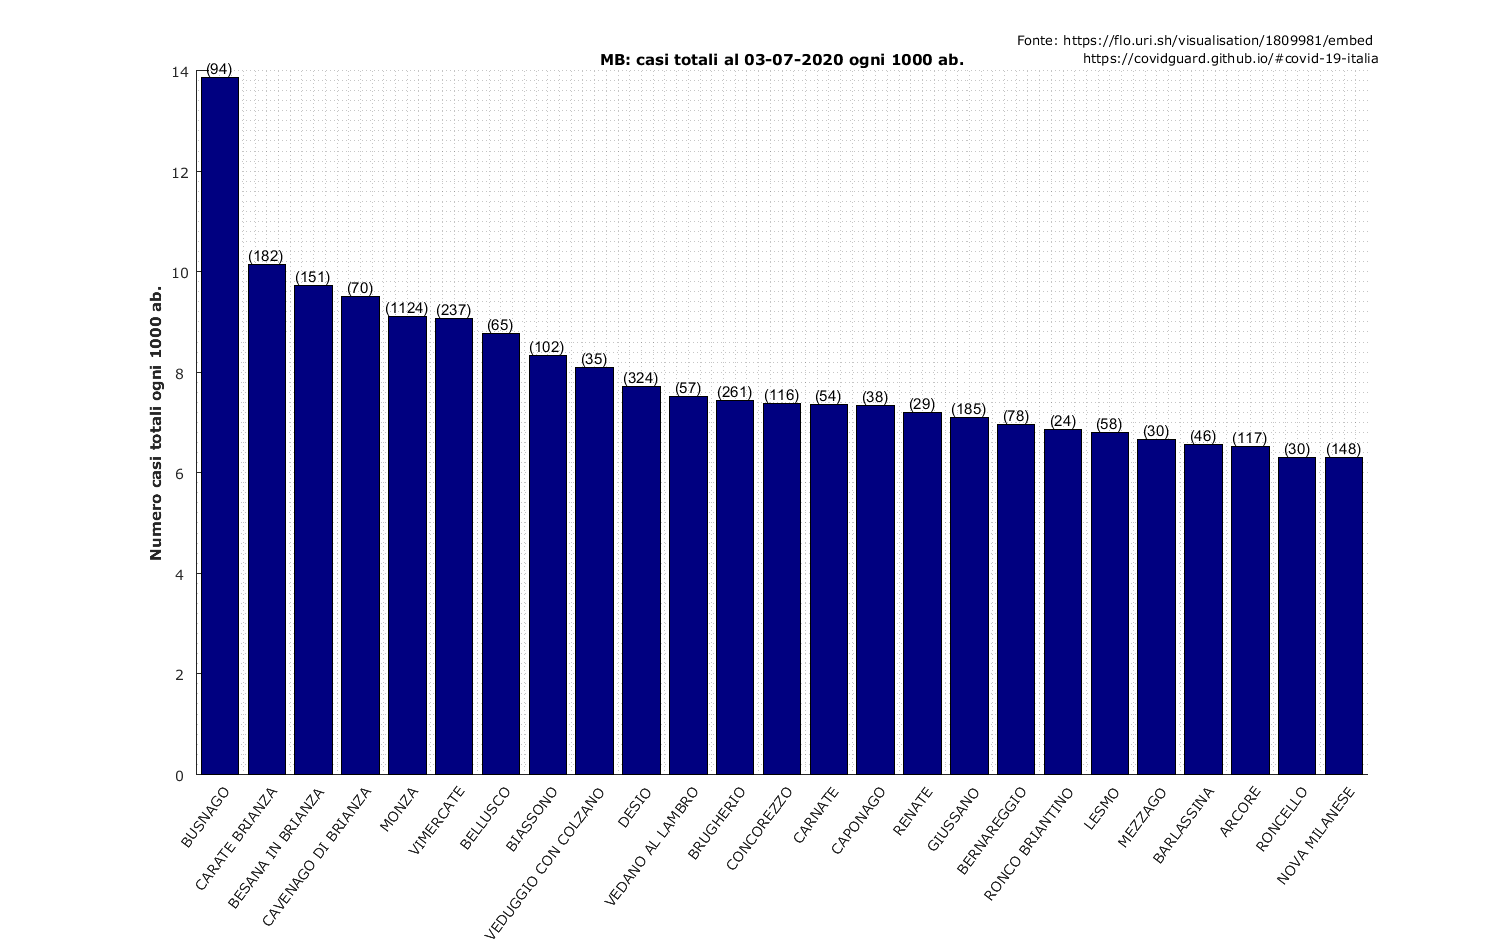 Fonte: https://flo.uri.sh/visualisation/1809981/embed
https://covidguard.github.io/#covid-19-italia
MB: casi totali al 03-07-2020 ogni 1000 ab.
Numero casi totali ogni 1000 ab.
14
12
10
8
6
4
2
0
(94)
(182)
(151)
(70)
(1124)
(237)
(65)
(102)
(35)
(324)
(57)
(261)
(116)
(54)
(38)
(29)
(185)
(78)
(24)
(58)
(30)
(46)
(117)
(30)
(148)
BUSNAGO
CARATE BRIANZA
BESANA IN BRIANZA
CAVENAGO DI BRIANZA
MONZA
VIMERCATE
BELLUSCO
BIASSONO
VEDUGGIO CON COLZANO
DESIO
VEDANO AL LAMBRO
BRUGHERIO
CONCOREZZO
CARNATE
CAPONAGO
RENATE
GIUSSANO
BERNAREGGIO
RONCO BRIANTINO
LESMO
MEZZAGO
BARLASSINA
ARCORE
RONCELLO
NOVA MILANESE